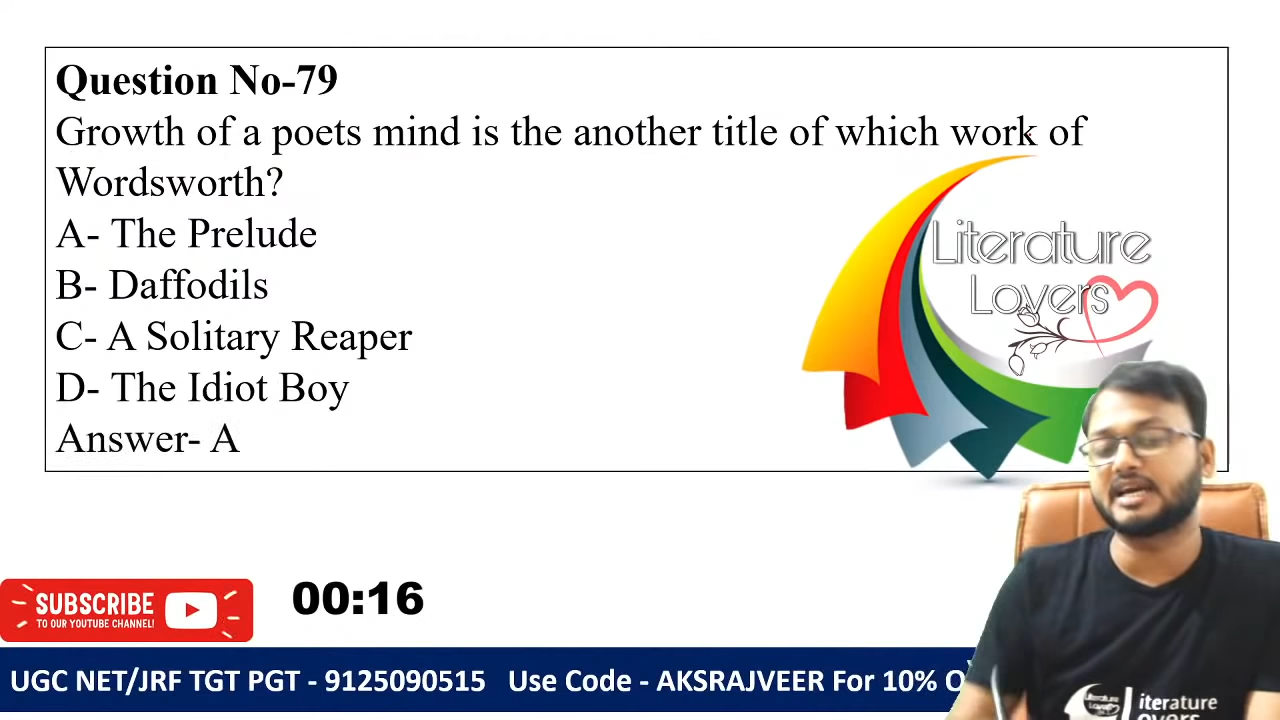 Question No-79
Growth of a poets mind is the another title of which work of
Wordsworth?
A- The Prelude
B- Daffodils
C- A Solitary Reaper
D- The Idiot Boy
Answer- A
Literature
Lovers
SUBSCRIBE
TO OUR YOUTUBE CHANNEL!
00:16
UGC NET/JRF TGT PGT - 9125090515 Use Code - AKSRAJVEER For 10% O
iterature
overs